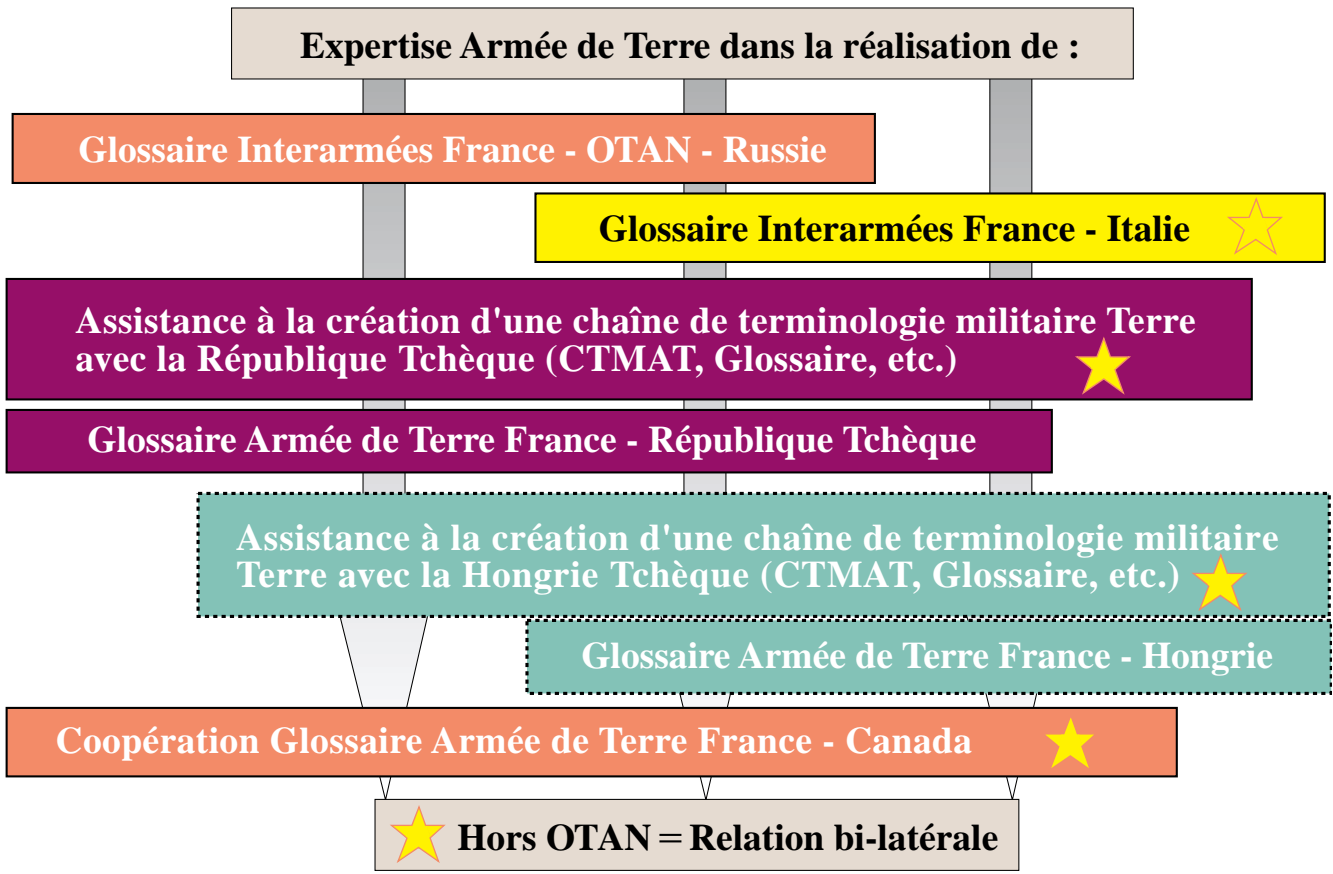 Expertise Armée de Terre dans la réalisation de :
Glossaire Interarmées France - OTAN - Russie
Glossaire Interarmées France - Italie
Assistance à la création d'une chaîne de terminologie militaire Terre
avec la République Tchèque (CTMAT, Glossaire, etc.)
Glossaire Armée de Terre France - République Tchèque
Assistance à la création d'une chaîne de terminologie militaire
Terre avec la Hongrie Tchèque (CTMAT, Glossaire, etc.)
Glossaire Armée de Terre France - Hongrie
Coopération Glossaire Armée de Terre France - Canada
Hors OTAN = Relation bi-latérale